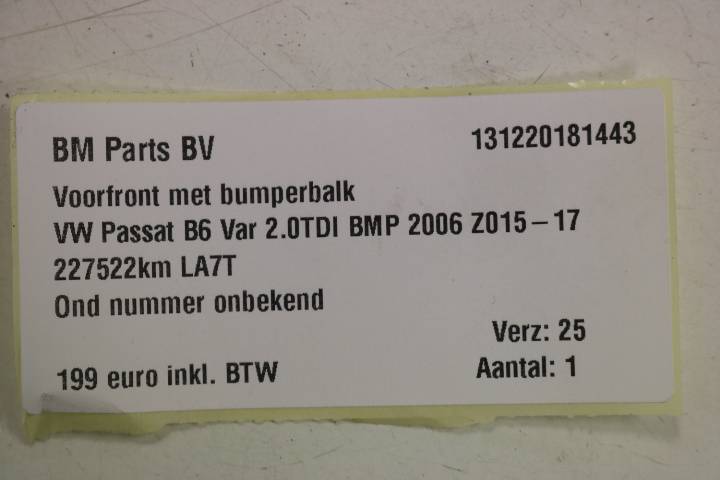 BM Parts BV 131220181443
Voorfront met bumperbalk
VW Passat B6 Var 2.0TDI BMP 2006 Z015-17
227522km LA7T
Ond nummer onbekend
Verz: 25
199 euro inkl. BTW Aantal: 1